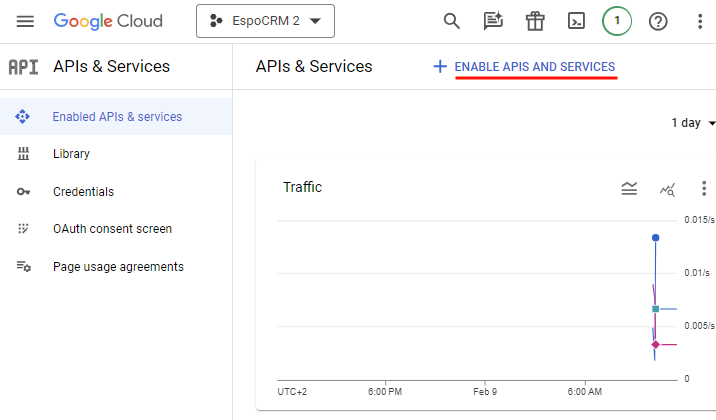 Google Cloud
EspoCRM 2
1
API
APIs & Services
APIs & Services
ENABLE APIS AND SERVICES
Enabled APIs & services
Library
Credentials
OAuth consent screen
Page usage agreements
1 day
Traffic
0.015/s
0.01/s
0.005/s
0
UTC+2
6:00 PM
Feb 9
6:00 AM